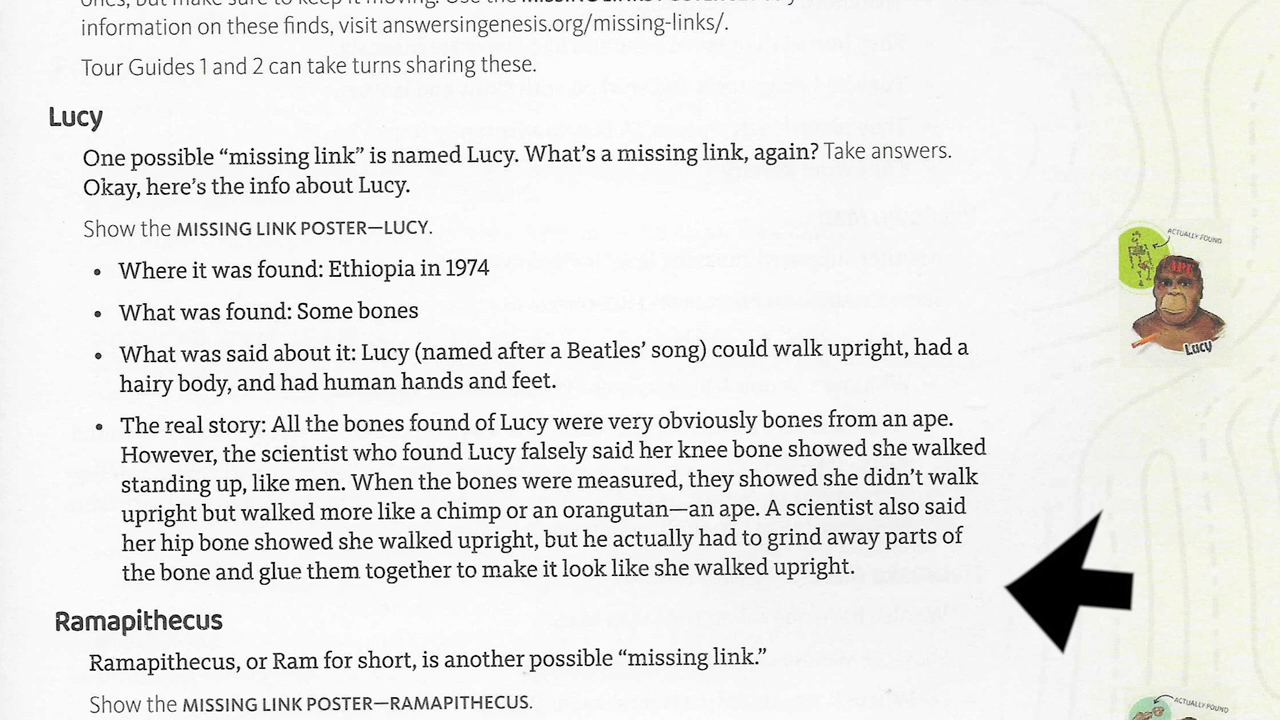 information on these finds, visit answersingenesis.org/missing-links/.
Tour Guides 1 and 2 can take turns sharing these.
Lucy
One possible “missing link” is named Lucy. What’s a missing link, again? Take answers.
Okay, here’s the info about Lucy.
Show the MISSING LINK POSTER—LUCY.
• Where it was found: Ethiopia in 1974
• What was found: Some bones
• What was said about it: Lucy (named after a Beatles’ song) could walk upright, had a
hairy body, and had human hands and feet.
• The real story: All the bones found of Lucy were very obviously bones from an ape.
However, the scientist who found Lucy falsely said her knee bone showed she walked
standing up, like men. When the bones were measured, they showed she didn’t walk
upright but walked more like a chimp or an orangutan—an ape. A scientist also said
her hip bone showed she walked upright, but he actually had to grind away parts of
the bone and glue them together to make it look like she walked upright.
ACTUALLY FOUND
APE
Lucy
Ramapithecus
Ramapithecus, or Ram for short, is another possible “missing link.”
Show the MISSING LINK POSTER—RAMAPITHECUS.
ACTUALLY FOUND